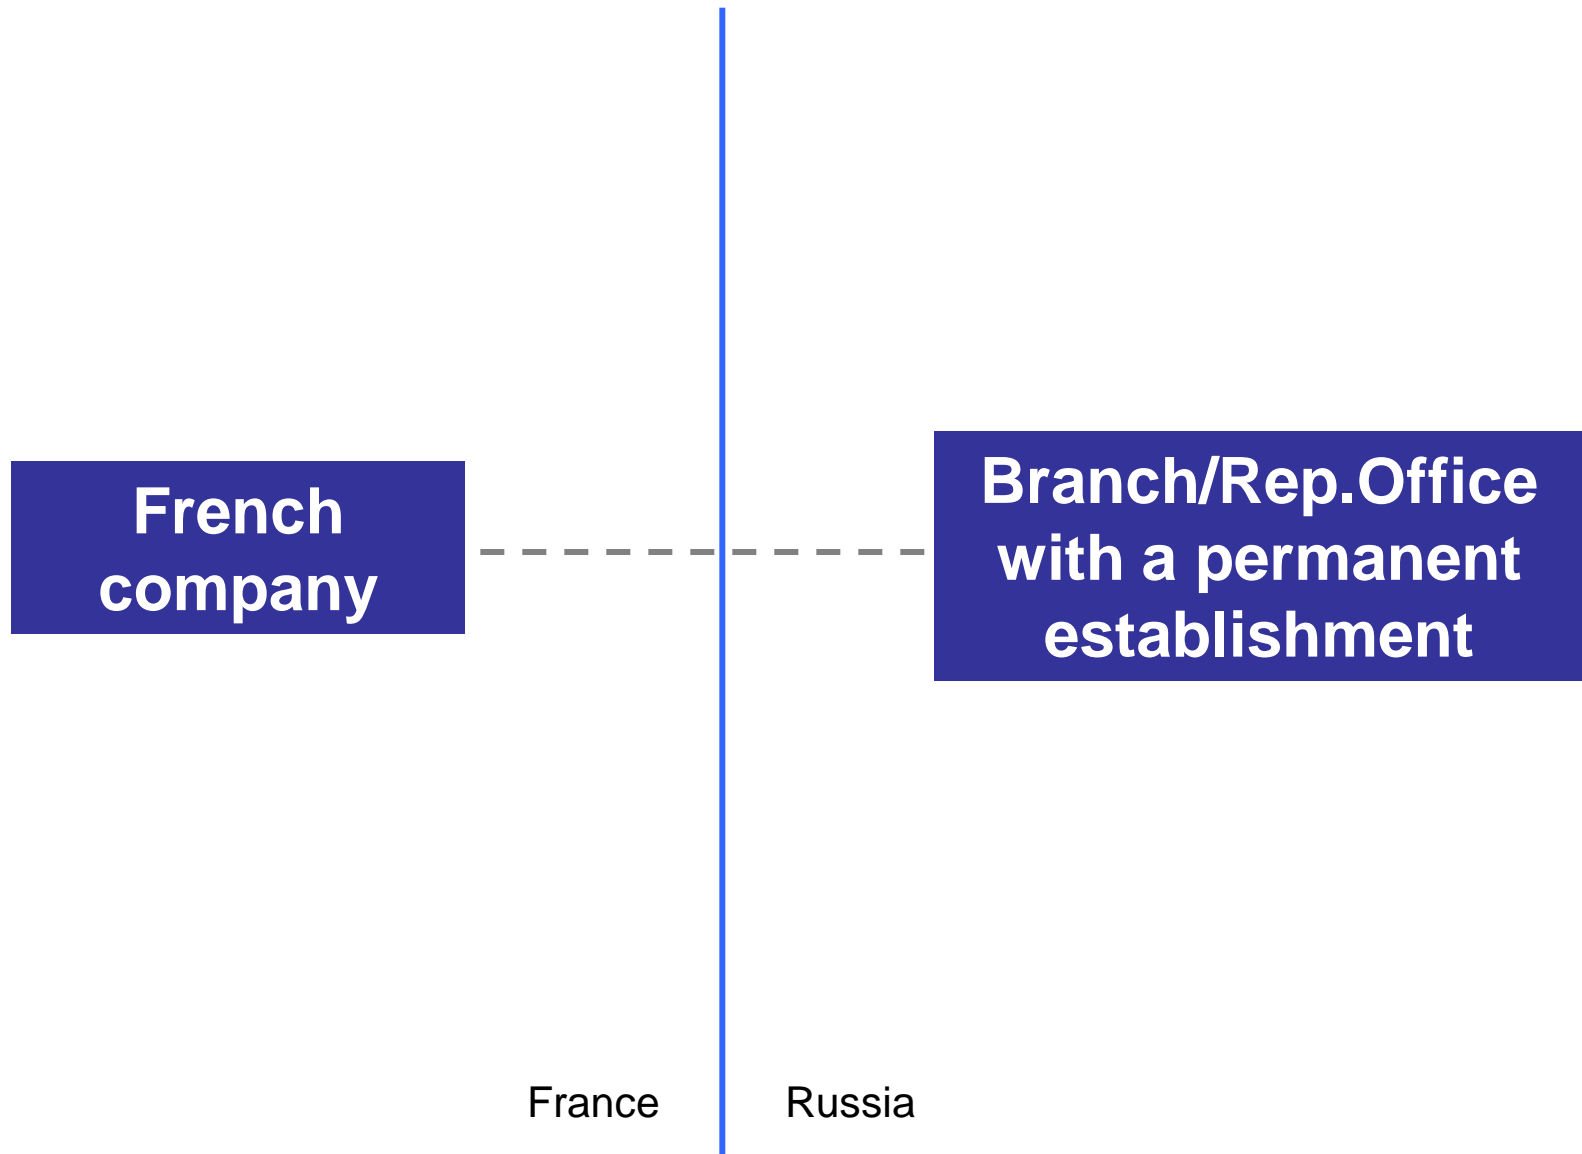 French
company
Branch/Rep.Office
with a permanent
establishment
France
Russia